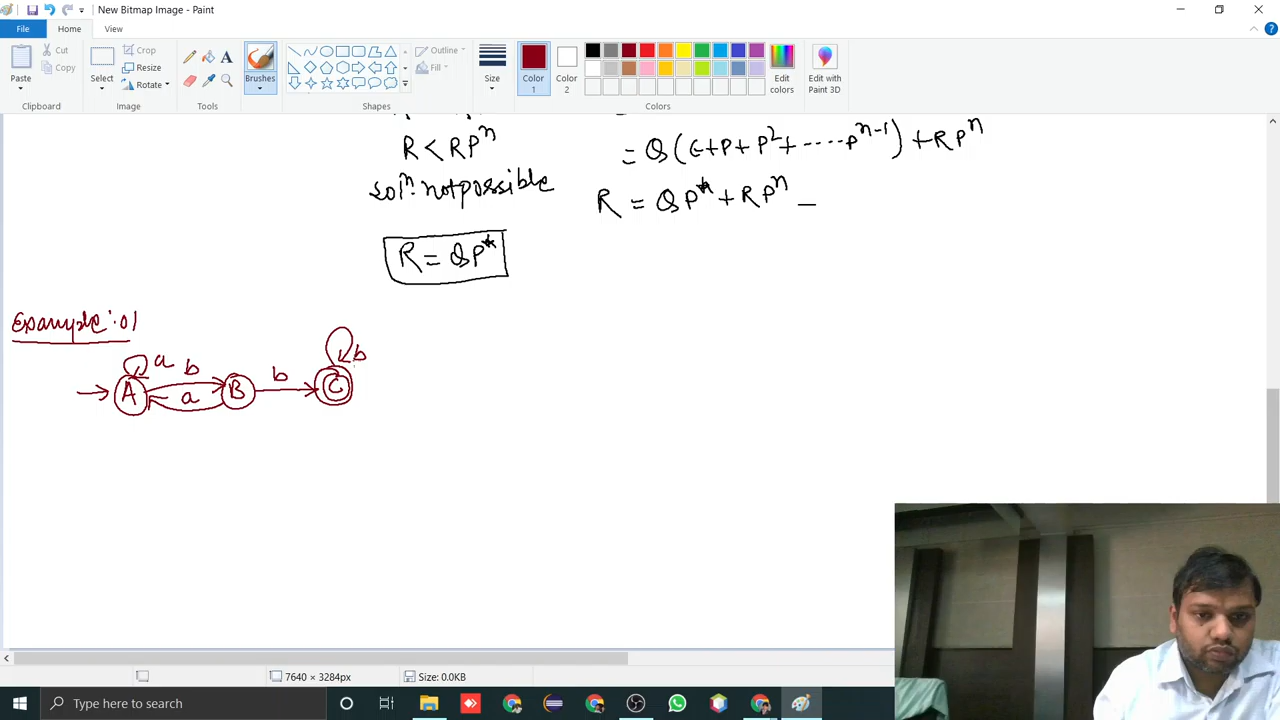 New Bitmap Image - Paint
File Home View
Paste Cut Copy Clipboard
Select Crop Resize Rotate Image
Tools
Brushes
Outline Fill Shapes
Size
Color 1 Color 2 Edit colors Colors
Edit with Paint 3D
R < RPⁿ
= Q(ϵ+P+P²+----Pⁿ⁻¹)+RPⁿ
solⁿ. not possible
R = QP*+RPⁿ —
R = QP*
Example:01
a b b b
A B C
a
7640 × 3284px Size: 0.0KB
Type here to search